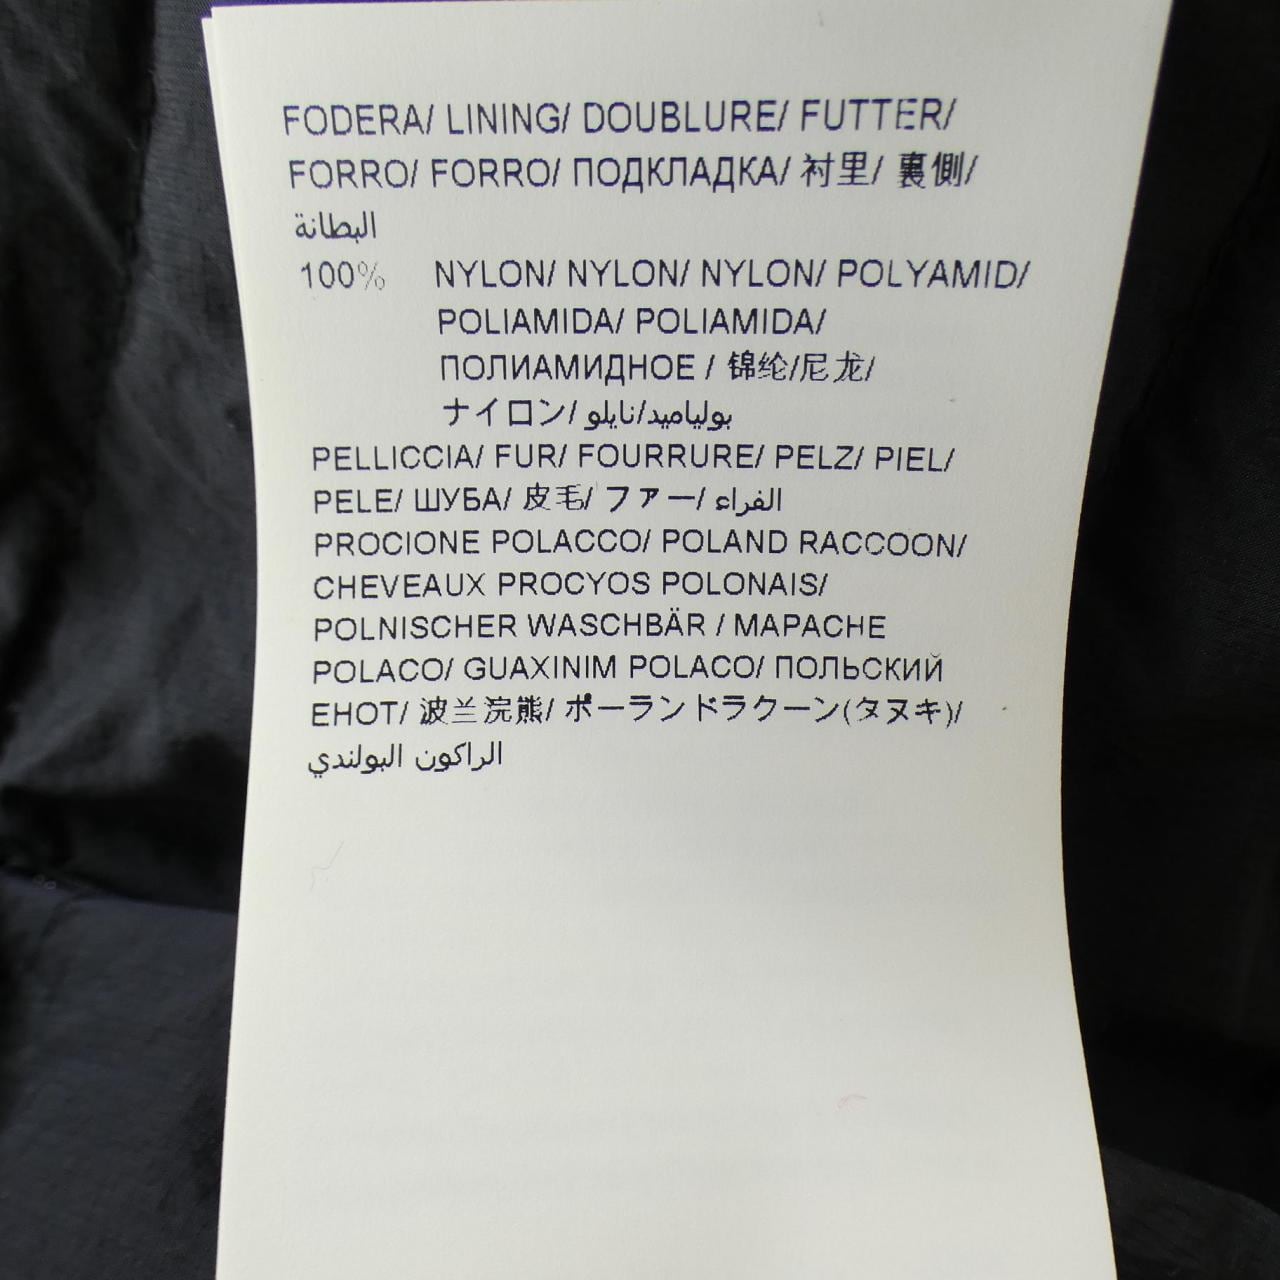 FODERA/ LINING/ DOUBLURE/ FUTTER/
FORRO/ FORRO/ ПОДКЛАДКА/ 衬里/ 裏側/
البطانة
100% NYLON/ NYLON/ NYLON/ POLYAMID/
POLIAMIDA/ POLIAMIDA/
ПОЛИАМИДНОЕ / 锦纶/尼龙/
ナイロン/ بولياميد/نايلو
PELLICCIA/ FUR/ FOURRURE/ PELZ/ PIEL/
PELE/ ШУБА/ 皮毛/ ファー/ الفراء
PROCIONE POLACCO/ POLAND RACCOON/
CHEVEAUX PROCYOS POLONAIS/
POLNISCHER WASCHBÄR / MAPACHE
POLACO/ GUAXINIM POLACO/ ПОЛЬСКИЙ
ЕНОТ/ 波兰浣熊/ ポーランドラクーン(タヌキ)/
الراكون البولندي